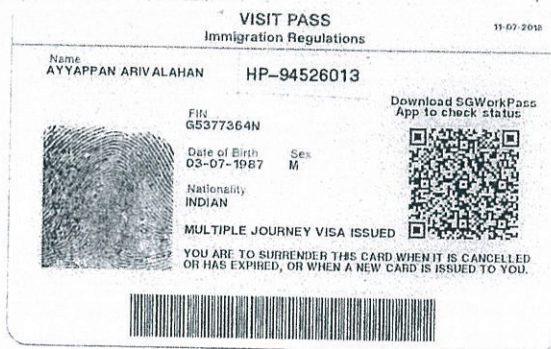 VISIT PASS
Immigration Regulations
11-07-2018
Name
AYYAPPAN ARIVALAHAN
HP-94526013
Download SGWorkPass
App to check status
FIN
G5377364N
Date of Birth Sex
03-07-1987 M
Nationality
INDIAN
MULTIPLE JOURNEY VISA ISSUED
YOU ARE TO SURRENDER THIS CARD WHEN IT IS CANCELLED
OR HAS EXPIRED, OR WHEN A NEW CARD IS ISSUED TO YOU.